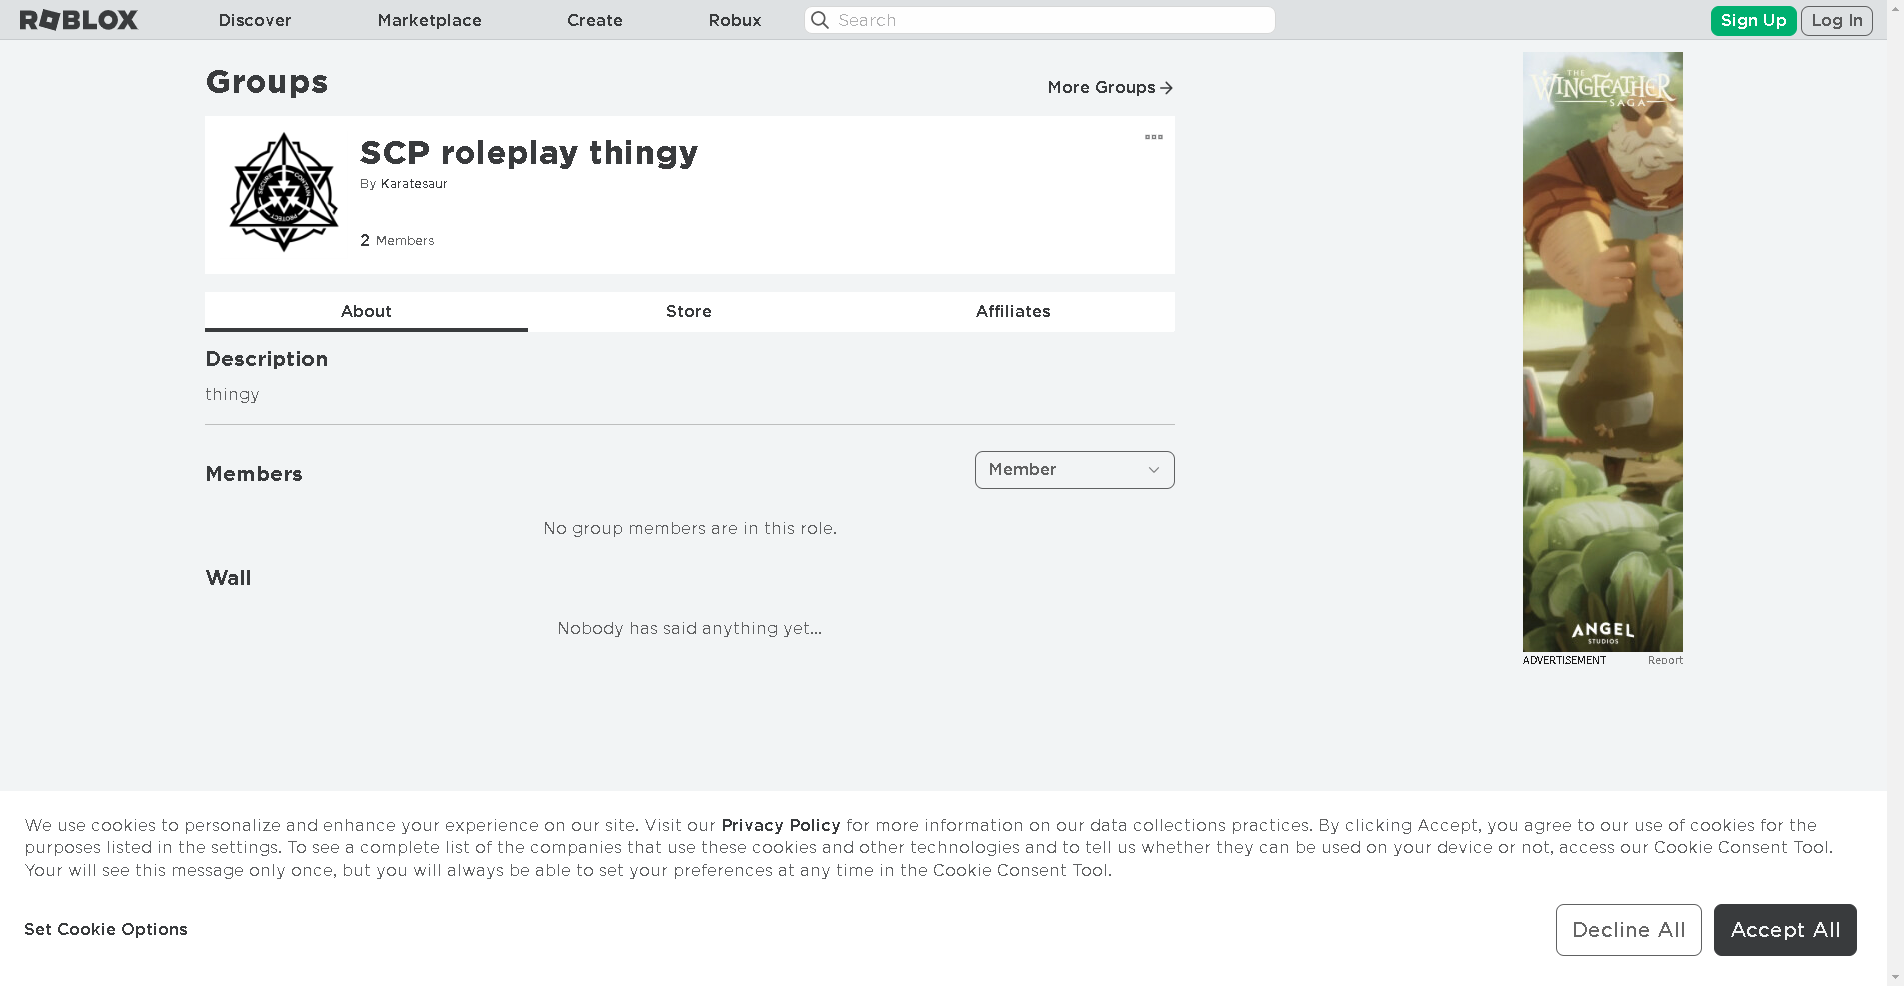 ROBLOX Discover Marketplace Create Robux Search Sign Up Log In
Groups
More Groups
SCP roleplay thingy
By Karatesaur
2 Members
SECURE CONTAIN PROTECT
About Store Affiliates
Description
thingy
Members
Member
No group members are in this role.
Wall
Nobody has said anything yet...
THE
WINGFEATHER
SAGA
ANGEL
STUDIOS
ADVERTISEMENT Report
We use cookies to personalize and enhance your experience on our site. Visit our Privacy Policy for more information on our data collections practices. By clicking Accept, you agree to our use of cookies for the
purposes listed in the settings. To see a complete list of the companies that use these cookies and other technologies and to tell us whether they can be used on your device or not, access our Cookie Consent Tool.
Your will see this message only once, but you will always be able to set your preferences at any time in the Cookie Consent Tool.
Set Cookie Options
Decline All Accept All